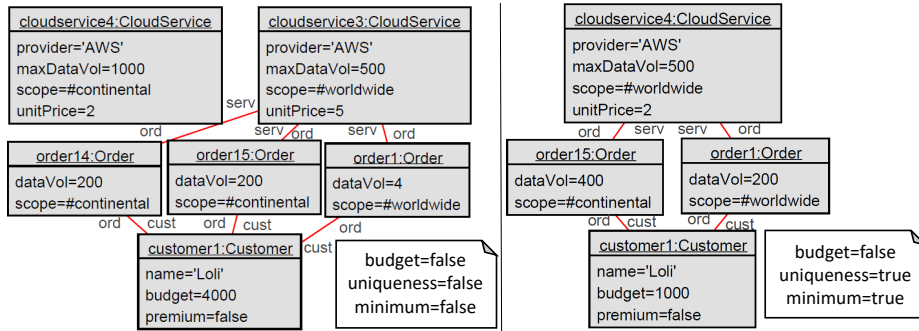 cloudservice4:CloudService
provider='AWS'
maxDataVol=1000
scope=#continental
unitPrice=2
cloudservice3:CloudService
provider='AWS'
maxDataVol=500
scope=#worldwide
unitPrice=5
serv
ord
serv
ord
serv
ord
order14:Order
dataVol=200
scope=#continental
order15:Order
dataVol=200
scope=#continental
order1:Order
dataVol=4
scope=#worldwide
ord
cust
ord
cust
ord
cust
customer1:Customer
name='Loli'
budget=4000
premium=false
budget=false
uniqueness=false
minimum=false
cloudservice4:CloudService
provider='AWS'
maxDataVol=500
scope=#worldwide
unitPrice=2
ord
serv
serv
ord
order15:Order
dataVol=400
scope=#continental
order1:Order
dataVol=200
scope=#worldwide
ord
cust
ord
cust
customer1:Customer
name='Loli'
budget=1000
premium=false
budget=false
uniqueness=true
minimum=true